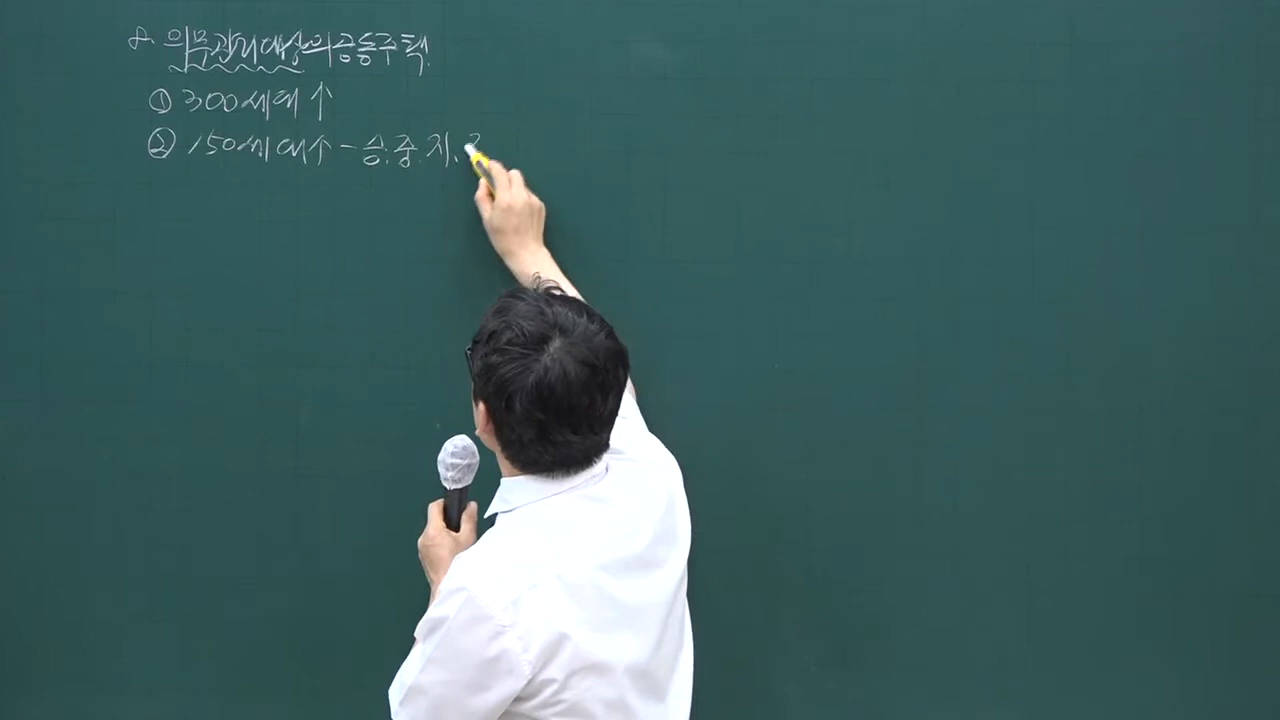 8. 의무관리대상의공동주택.
① 300세대↑
② 150세대↑ - 승.중.지.